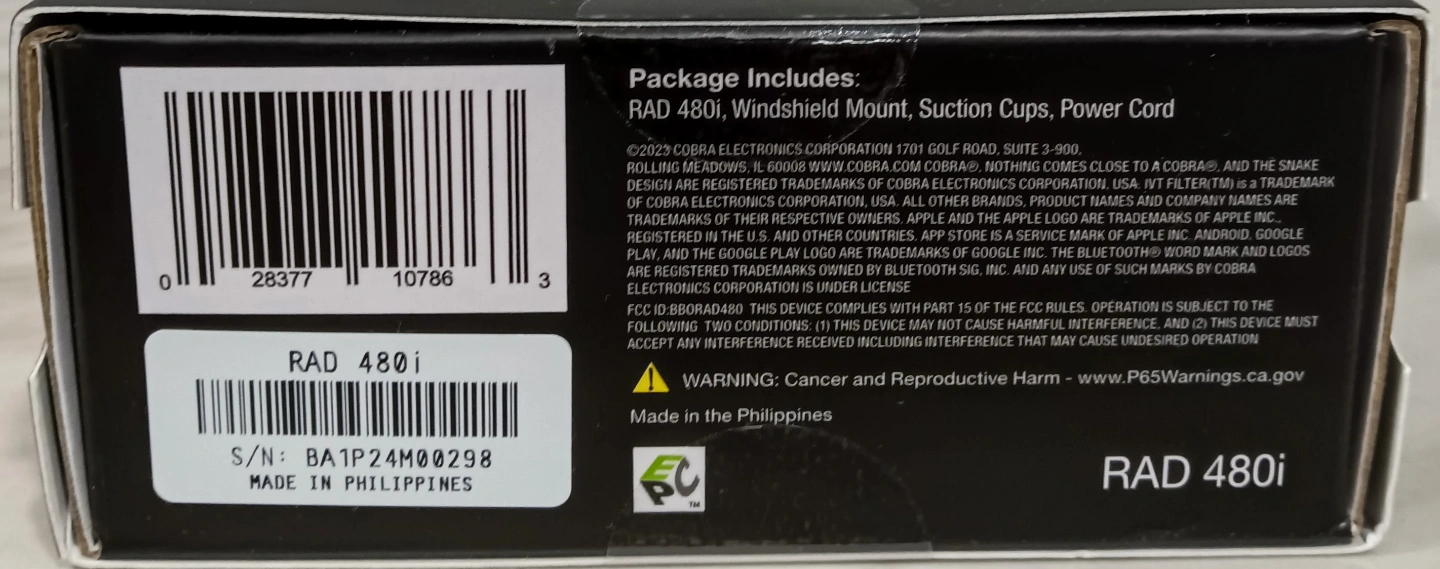 0 28377 10786 3
RAD 480i
S/N: BA1P24M00298
MADE IN PHILIPPINES
Package Includes:
RAD 480i, Windshield Mount, Suction Cups, Power Cord
©2023 COBRA ELECTRONICS CORPORATION 1701 GOLF ROAD, SUITE 3-900,
ROLLING MEADOWS, IL 60008 WWW.COBRA.COM COBRA®, NOTHING COMES CLOSE TO A COBRA®, AND THE SNAKE
DESIGN ARE REGISTERED TRADEMARKS OF COBRA ELECTRONICS CORPORATION, USA. IVT FILTER(TM) is a TRADEMARK
OF COBRA ELECTRONICS CORPORATION, USA. ALL OTHER BRANDS, PRODUCT NAMES AND COMPANY NAMES ARE
TRADEMARKS OF THEIR RESPECTIVE OWNERS. APPLE AND THE APPLE LOGO ARE TRADEMARKS OF APPLE INC.,
REGISTERED IN THE U.S. AND OTHER COUNTRIES. APP STORE IS A SERVICE MARK OF APPLE INC. ANDROID, GOOGLE
PLAY, AND THE GOOGLE PLAY LOGO ARE TRADEMARKS OF GOOGLE INC. THE BLUETOOTH® WORD MARK AND LOGOS
ARE REGISTERED TRADEMARKS OWNED BY BLUETOOTH SIG, INC. AND ANY USE OF SUCH MARKS BY COBRA
ELECTRONICS CORPORATION IS UNDER LICENSE
FCC ID:BBORAD480 THIS DEVICE COMPLIES WITH PART 15 OF THE FCC RULES. OPERATION IS SUBJECT TO THE
FOLLOWING TWO CONDITIONS: (1) THIS DEVICE MAY NOT CAUSE HARMFUL INTERFERENCE, AND (2) THIS DEVICE MUST
ACCEPT ANY INTERFERENCE RECEIVED INCLUDING INTERFERENCE THAT MAY CAUSE UNDESIRED OPERATION
WARNING: Cancer and Reproductive Harm - www.P65Warnings.ca.gov
Made in the Philippines
EPC TM
RAD 480i